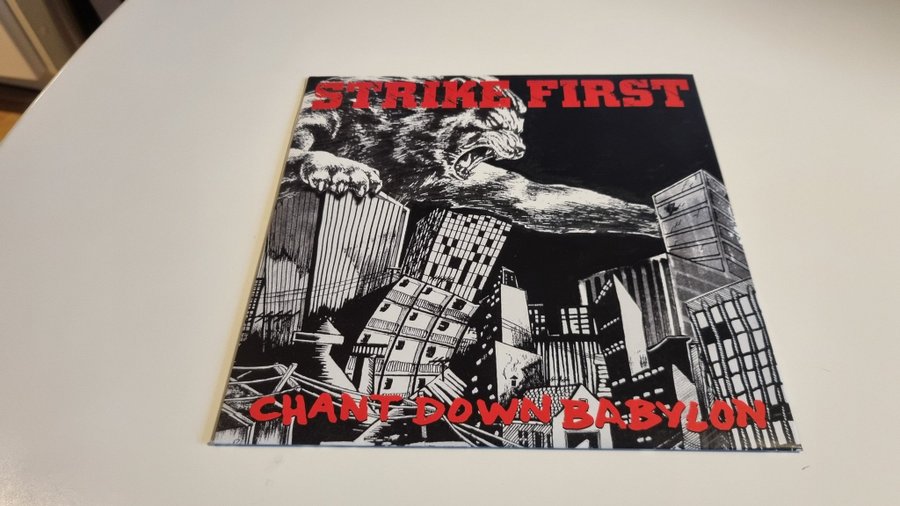 STRIKE FIRST
CHANT DOWN BABYLON